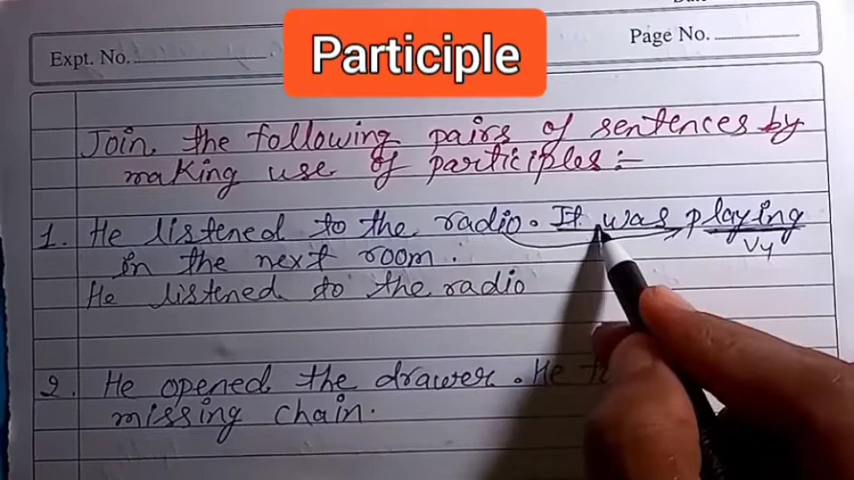 Participle
Expt. No.
Page No.
Join the following pairs of sentences by
making use of participles:-
1. He listened to the radio. It was playing
V4
in the next room.
He listened to the radio
2. He opened the drawer. He
missing chain.